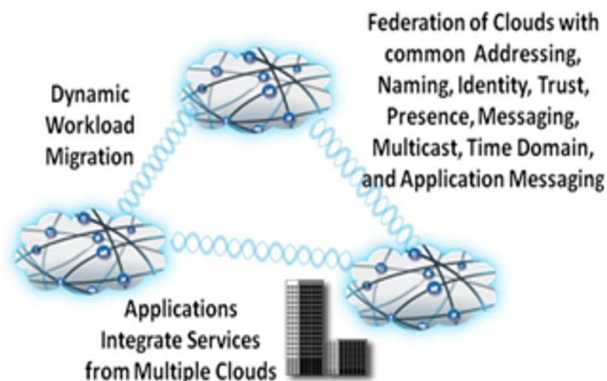 Federation of Clouds with
common Addressing,
Naming, Identity, Trust,
Presence, Messaging,
Multicast, Time Domain,
and Application Messaging
Dynamic
Workload
Migration
Applications
Integrate Services
from Multiple Clouds